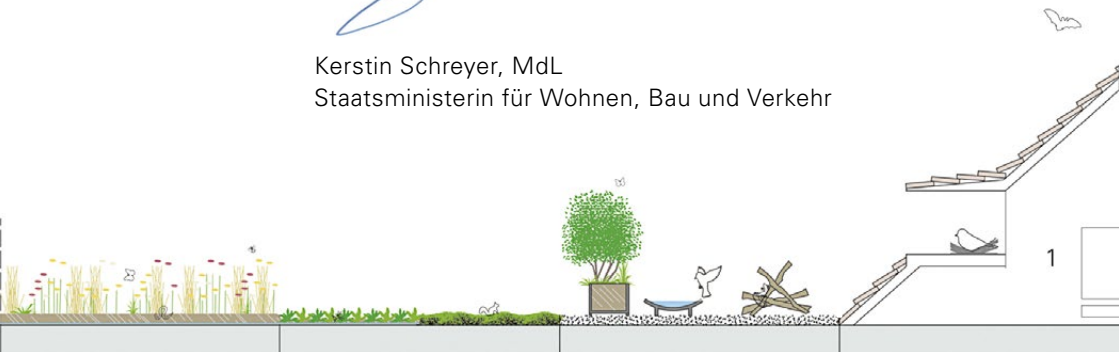 Kerstin Schreyer, MdL
Staatsministerin für Wohnen, Bau und Verkehr
1